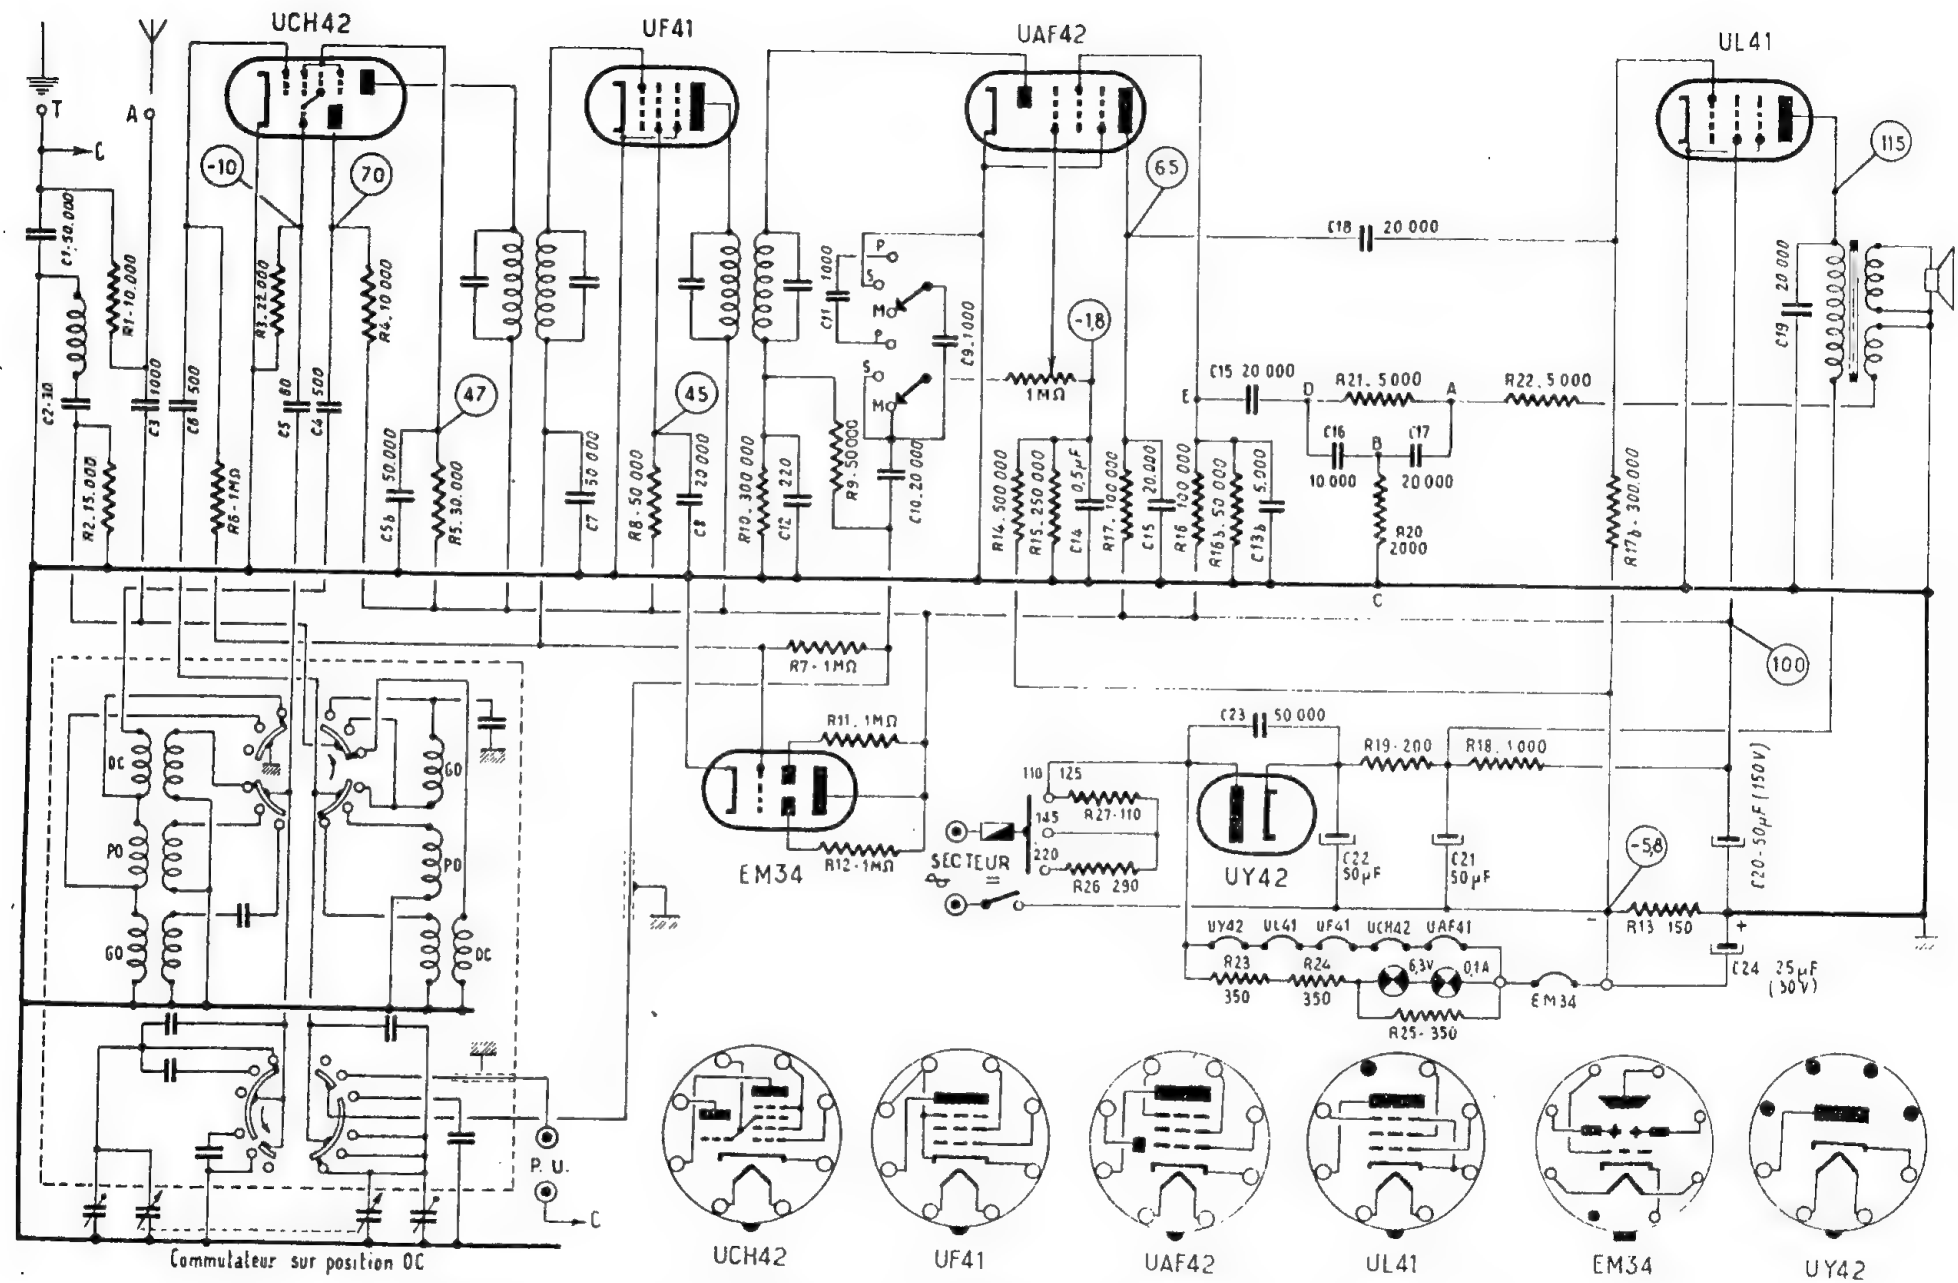 UCH42
UF41
UAF42
UL41
T
A
C
-10
70
65
115
C1-50.000
R1-10.000
R3.22.000
R4.10 000
C18 20 000
P
S
M
P
S
M
C11 1000
C9.1000
-1,8
C19 20 000
C2-30
C3 1000
C6 500
C5 80
C4 500
47
45
1MΩ
C15 20 000
E
D
R21.5000
A
R22.5000
C16
10 000
B
C17
20 000
R20
2000
R2.15.000
R6-1MΩ
C5b 50.000
R5.30.000
C7 50 000
R8-50 000
C8 20 000
R10.300 000
C12 220
R9-50000
C10.20 000
R14.500 000
R15.250 000
C14 0,5µF
R17.100 000
C15 20.000
R16 100 000
R16b.50 000
C13b 5.000
R17b-300.000
C
R7-1MΩ
100
R11.1MΩ
R12-1MΩ
EM34
C23 50 000
R19-200
R18.1000
110
125
145
220
R27-110
R26 290
SECTEUR
=
UY42
C22
50µF
C21
50µF
-5,8
C20-50µF(150V)
-
R13 150
+
C24 25µF
(30V)
UY42
UL41
UF41
UCH42
UAF41
R23
350
R24
350
6,3V
0,1A
R25-350
EM34
OC
PO
GO
GO
PO
OC
P.U.
C
Commutateur sur position OC
UCH42
UF41
UAF42
UL41
EM34
UY42